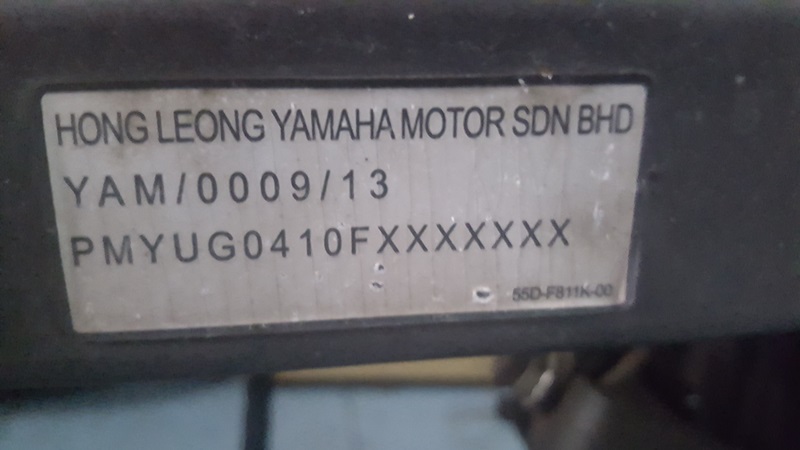 HONG LEONG YAMAHA MOTOR SDN BHD
YAM/0009/13
PMYUG0410FXXXXXXX
55D-F811K-00